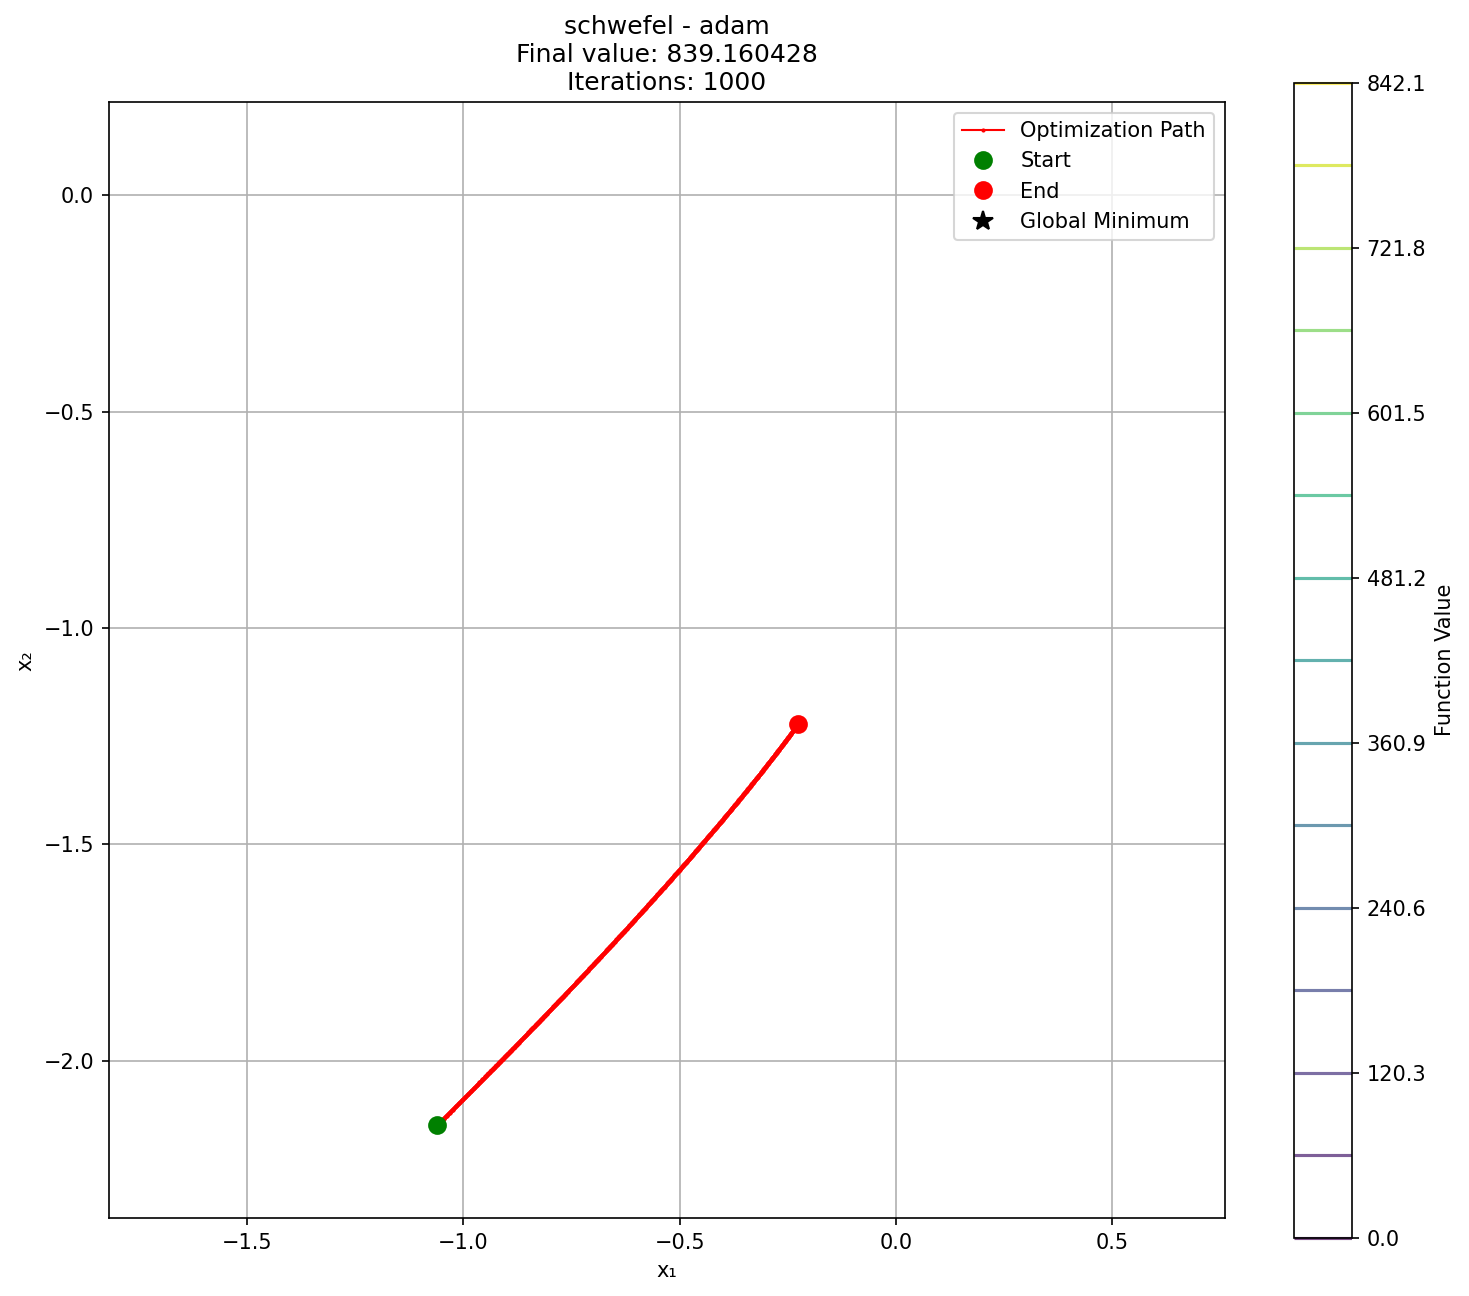 schwefel - adam
Final value: 839.160428
Iterations: 1000
Optimization Path
Start
End
Global Minimum
0.0
−0.5
−1.0
−1.5
−2.0
x₂
−1.5
−1.0
−0.5
0.0
0.5
x₁
842.1
721.8
601.5
481.2
360.9
240.6
120.3
0.0
Function Value